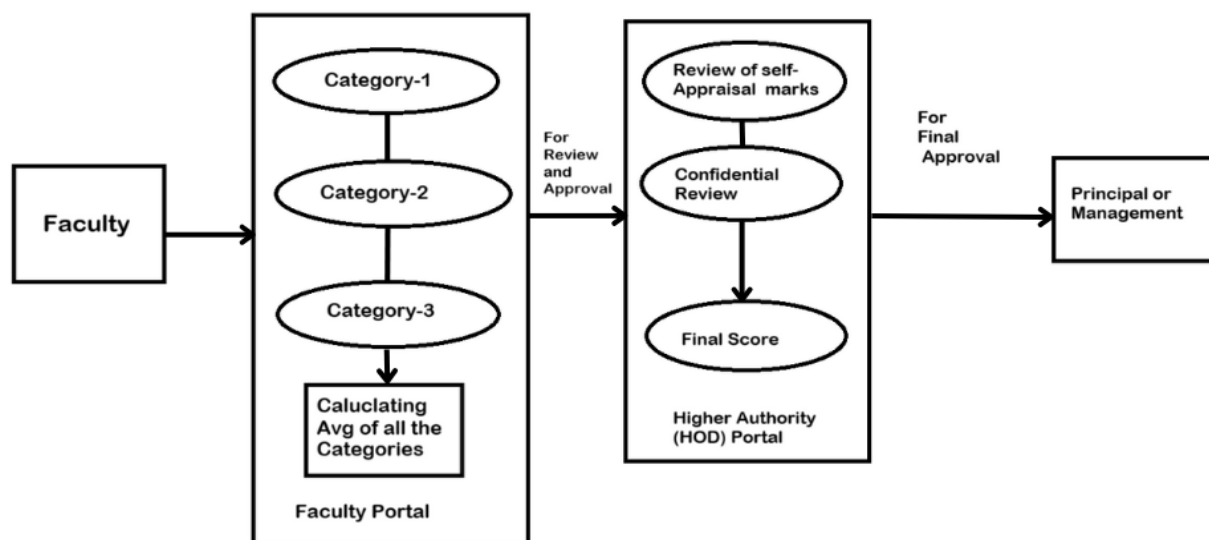 Faculty
Category-1
Category-2
Category-3
Caluclating
Avg of all the
Categories
Faculty Portal
For
Review
and
Approval
Review of self-
Appraisal marks
Confidential
Review
Final Score
Higher Authority
(HOD) Portal
For
Final
Approval
Principal or
Management